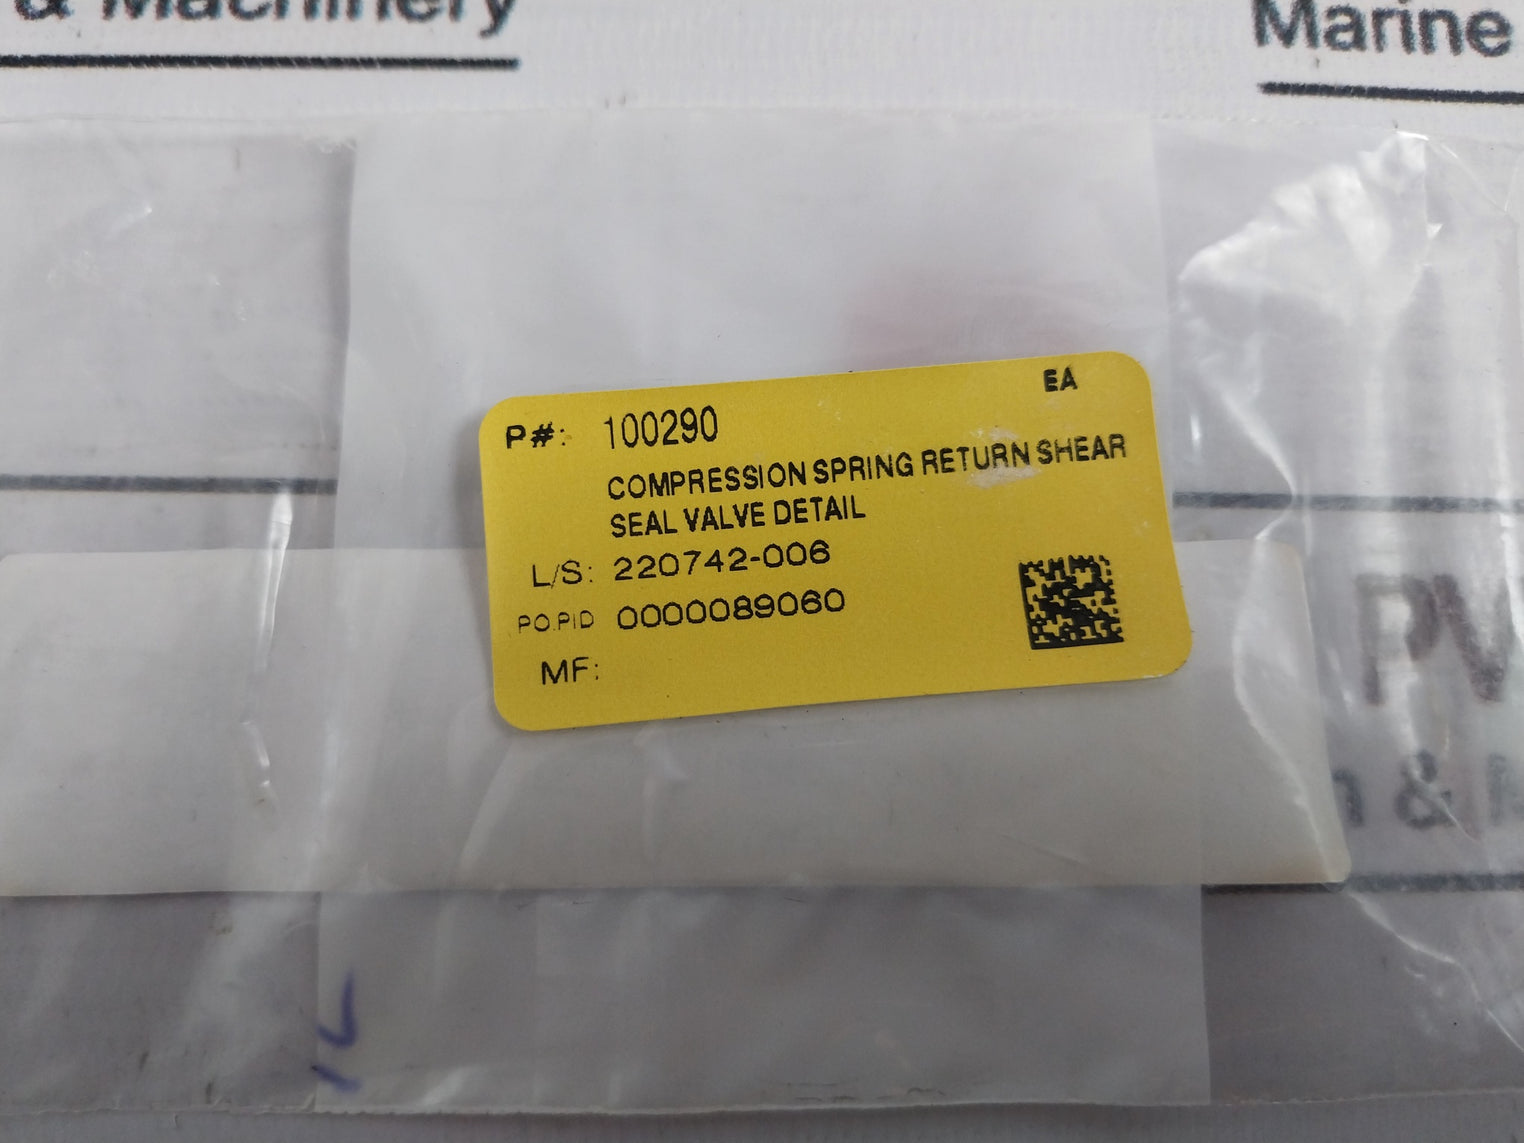 & Machinery
Marine
EA
P#: 100290
COMPRESSION SPRING RETURN SHEAR
SEAL VALVE DETAIL
L/S: 220742-006
PO.PID 0000089060
MF:
&